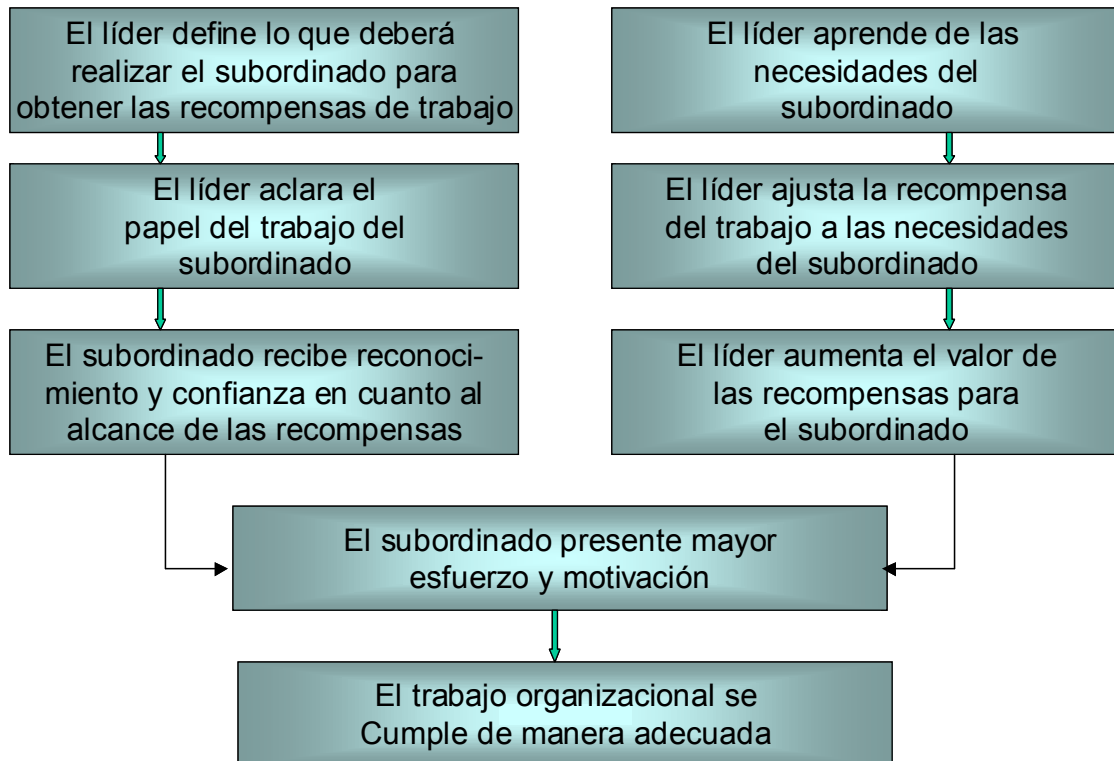 El líder define lo que deberá
realizar el subordinado para
obtener las recompensas de trabajo
El líder aclara el
papel del trabajo del
subordinado
El subordinado recibe reconoci-
miento y confianza en cuanto al
alcance de las recompensas
El líder aprende de las
necesidades del
subordinado
El líder ajusta la recompensa
del trabajo a las necesidades
del subordinado
El líder aumenta el valor de
las recompensas para
el subordinado
El subordinado presente mayor
esfuerzo y motivación
El trabajo organizacional se
Cumple de manera adecuada